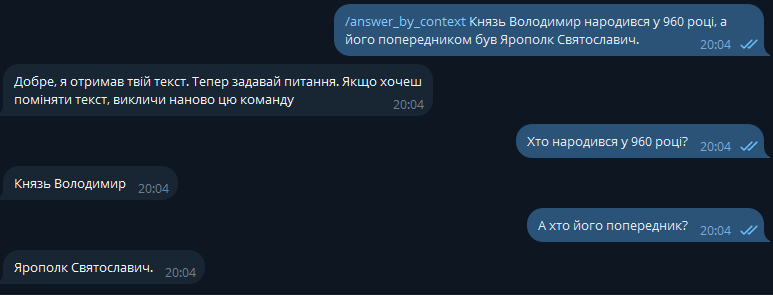 /answer_by_context Князь Володимир народився у 960 році, а
його попередником був Ярополк Святославич.
20:04
Добре, я отримав твій текст. Тепер задавай питання. Якщо хочеш
поміняти текст, викличи наново цю команду
20:04
Хто народився у 960 році?
20:04
Князь Володимир
20:04
А хто його попередник?
20:04
Ярополк Святославич.
20:04